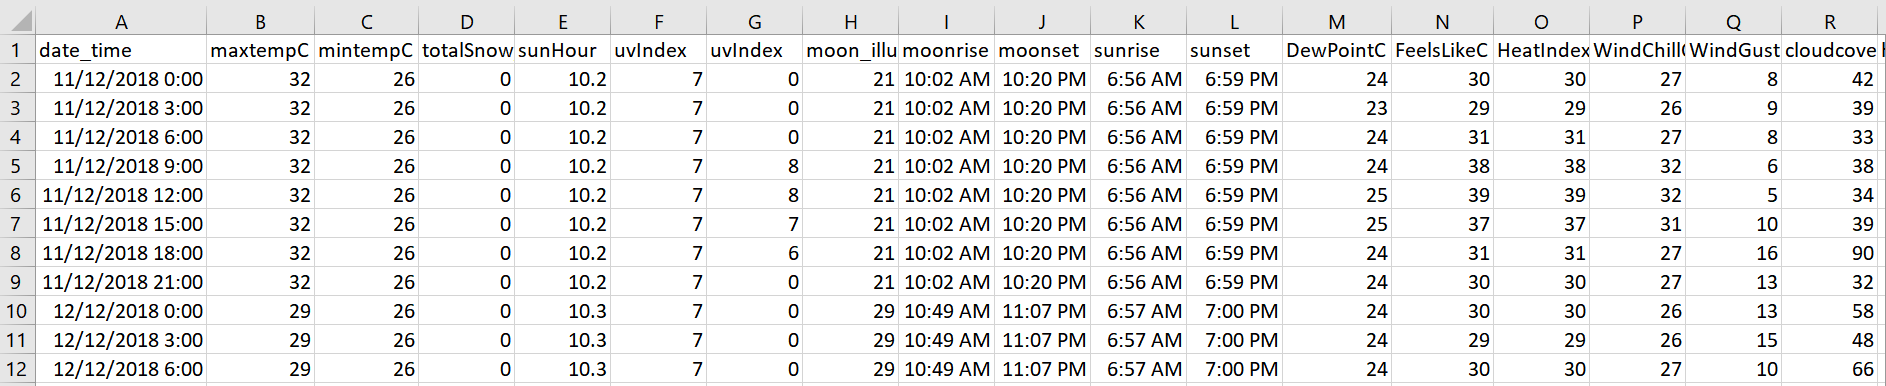 A B C D E F G H I J K L M N O P Q R
1 date_time maxtempC mintempC totalSnow sunHour uvIndex uvIndex moon_illu moonrise moonset sunrise sunset DewPointC FeelsLikeC HeatIndex WindChill WindGust cloudcove
2 11/12/2018 0:00 32 26 0 10.2 7 0 21 10:02 AM 10:20 PM 6:56 AM 6:59 PM 24 30 30 27 8 42
3 11/12/2018 3:00 32 26 0 10.2 7 0 21 10:02 AM 10:20 PM 6:56 AM 6:59 PM 23 29 29 26 9 39
4 11/12/2018 6:00 32 26 0 10.2 7 0 21 10:02 AM 10:20 PM 6:56 AM 6:59 PM 24 31 31 27 8 33
5 11/12/2018 9:00 32 26 0 10.2 7 8 21 10:02 AM 10:20 PM 6:56 AM 6:59 PM 24 38 38 32 6 38
6 11/12/2018 12:00 32 26 0 10.2 7 8 21 10:02 AM 10:20 PM 6:56 AM 6:59 PM 25 39 39 32 5 34
7 11/12/2018 15:00 32 26 0 10.2 7 7 21 10:02 AM 10:20 PM 6:56 AM 6:59 PM 25 37 37 31 10 39
8 11/12/2018 18:00 32 26 0 10.2 7 6 21 10:02 AM 10:20 PM 6:56 AM 6:59 PM 24 31 31 27 16 90
9 11/12/2018 21:00 32 26 0 10.2 7 0 21 10:02 AM 10:20 PM 6:56 AM 6:59 PM 24 30 30 27 13 32
10 12/12/2018 0:00 29 26 0 10.3 7 0 29 10:49 AM 11:07 PM 6:57 AM 7:00 PM 24 30 30 26 13 58
11 12/12/2018 3:00 29 26 0 10.3 7 0 29 10:49 AM 11:07 PM 6:57 AM 7:00 PM 24 29 29 26 15 48
12 12/12/2018 6:00 29 26 0 10.3 7 0 29 10:49 AM 11:07 PM 6:57 AM 7:00 PM 24 30 30 27 10 66